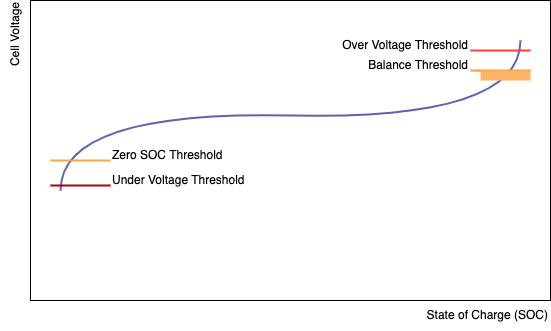 Cell Voltage
Over Voltage Threshold
Balance Threshold
Zero SOC Threshold
Under Voltage Threshold
State of Charge (SOC)